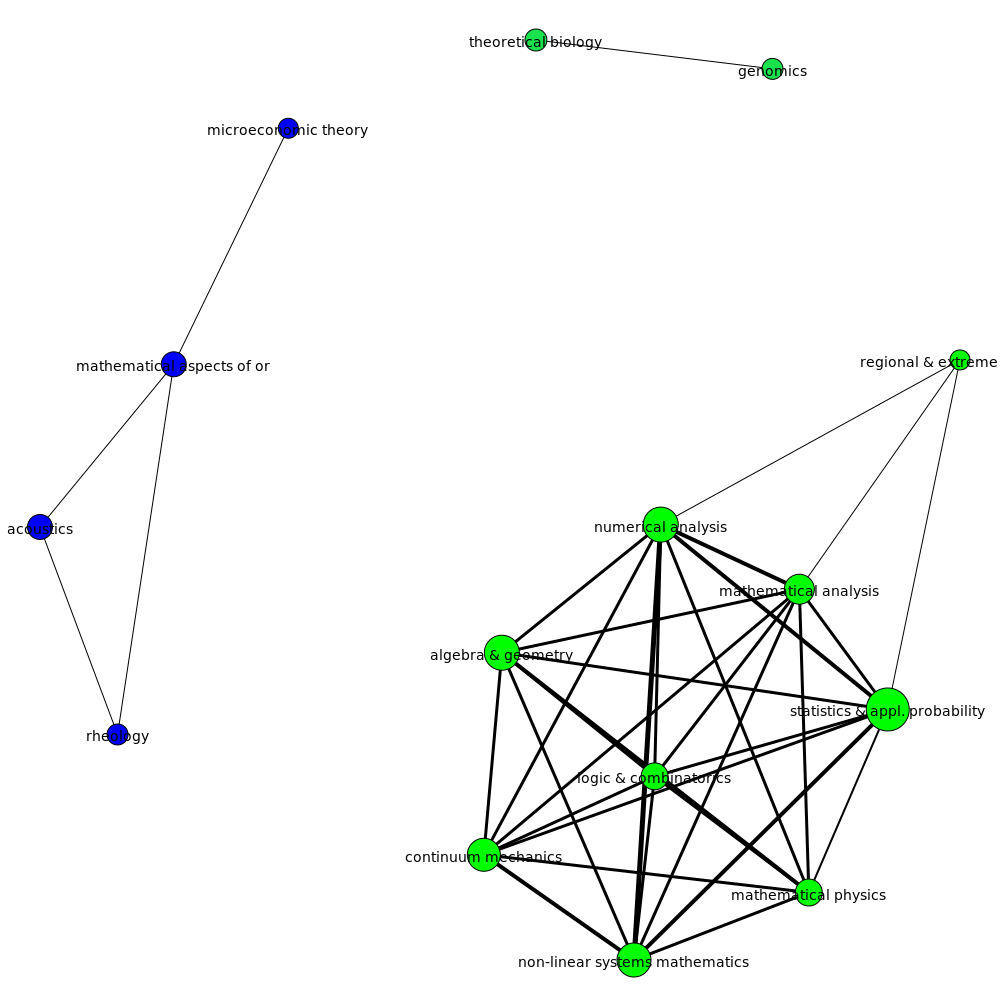 theoretical biology
genomics
microeconomic theory
mathematical aspects of or
regional & extreme
acoustics
numerical analysis
mathematical analysis
algebra & geometry
statistics & appl. probability
rheology
logic & combinatorics
continuum mechanics
mathematical physics
non-linear systems mathematics